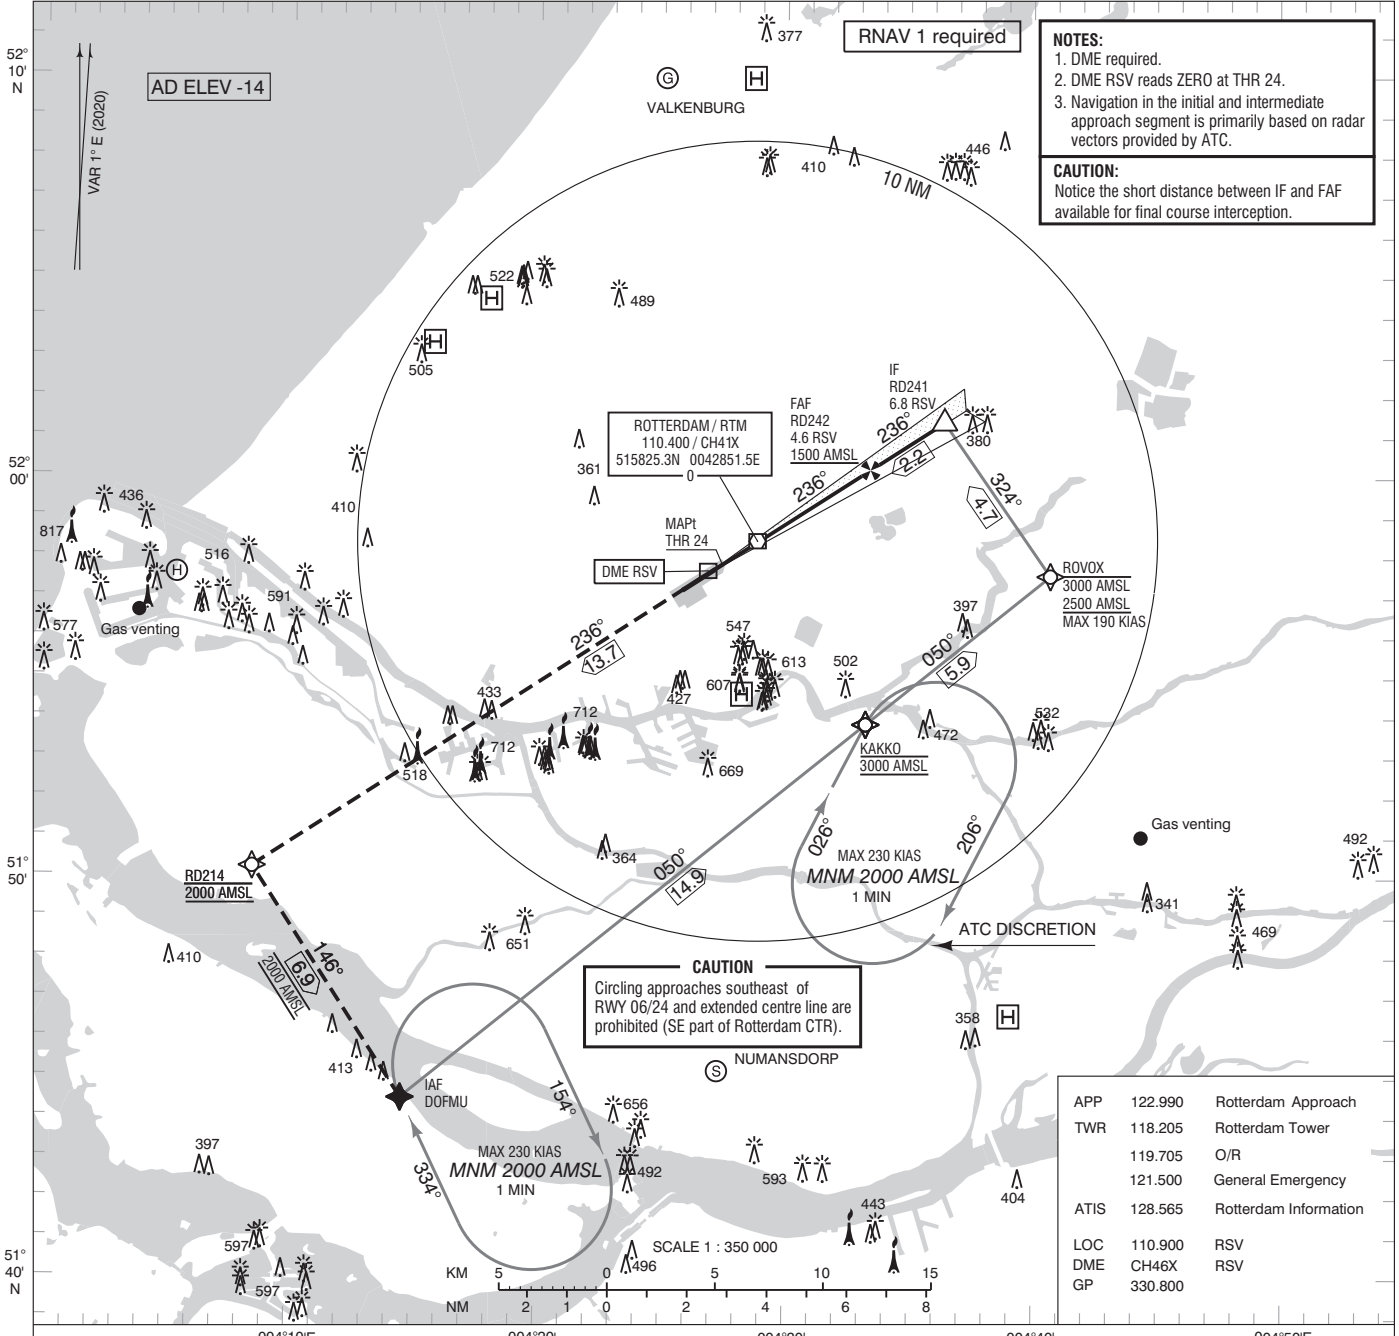 52°
10'
N
VAR 1° E (2020)
AD ELEV -14
377
G
VALKENBURG
RNAV 1 required
NOTES:
1. DME required.
2. DME RSV reads ZERO at THR 24.
3. Navigation in the initial and intermediate
approach segment is primarily based on radar
vectors provided by ATC.
CAUTION:
Notice the short distance between IF and FAF
available for final course interception.
410
446
10 NM
522
489
505
IF
RD241
6.8 RSV
FAF
RD242
4.6 RSV
1500 AMSL
236°
2.2
380
ROTTERDAM / RTM
110.400 / CH41X
515825.3N 0042851.5E
0
361
236°
324°
4.7
52°
00'
436
410
817
516
MAPt
THR 24
DME RSV
H
591
ROVOX
3000 AMSL
2500 AMSL
MAX 190 KIAS
577
Gas venting
397
236°
13.7
547
613
607
502
050°
5.9
427
433
712
712
518
669
KAKKO
3000 AMSL
472
532
Gas venting
492
364
026°
206°
MAX 230 KIAS
MNM 2000 AMSL
1 MIN
050°
14.9
51°
50'
RD214
2000 AMSL
341
469
651
ATC DISCRETION
410
146°
6.9
2000 AMSL
CAUTION
Circling approaches southeast of
RWY 06/24 and extended centre line are
prohibited (SE part of Rotterdam CTR).
358
S
NUMANSDORP
413
IAF
DOFMU
154°
656
334°
MAX 230 KIAS
MNM 2000 AMSL
1 MIN
492
593
443
404
397
597
597
496
APP 122.990 Rotterdam Approach
TWR 118.205 Rotterdam Tower
119.705 O/R
121.500 General Emergency
ATIS 128.565 Rotterdam Information
LOC 110.900 RSV
DME CH46X RSV
GP 330.800
51°
40'
N
SCALE 1 : 350 000
KM 5 0 5 10 15
NM 2 1 0 2 4 6 8